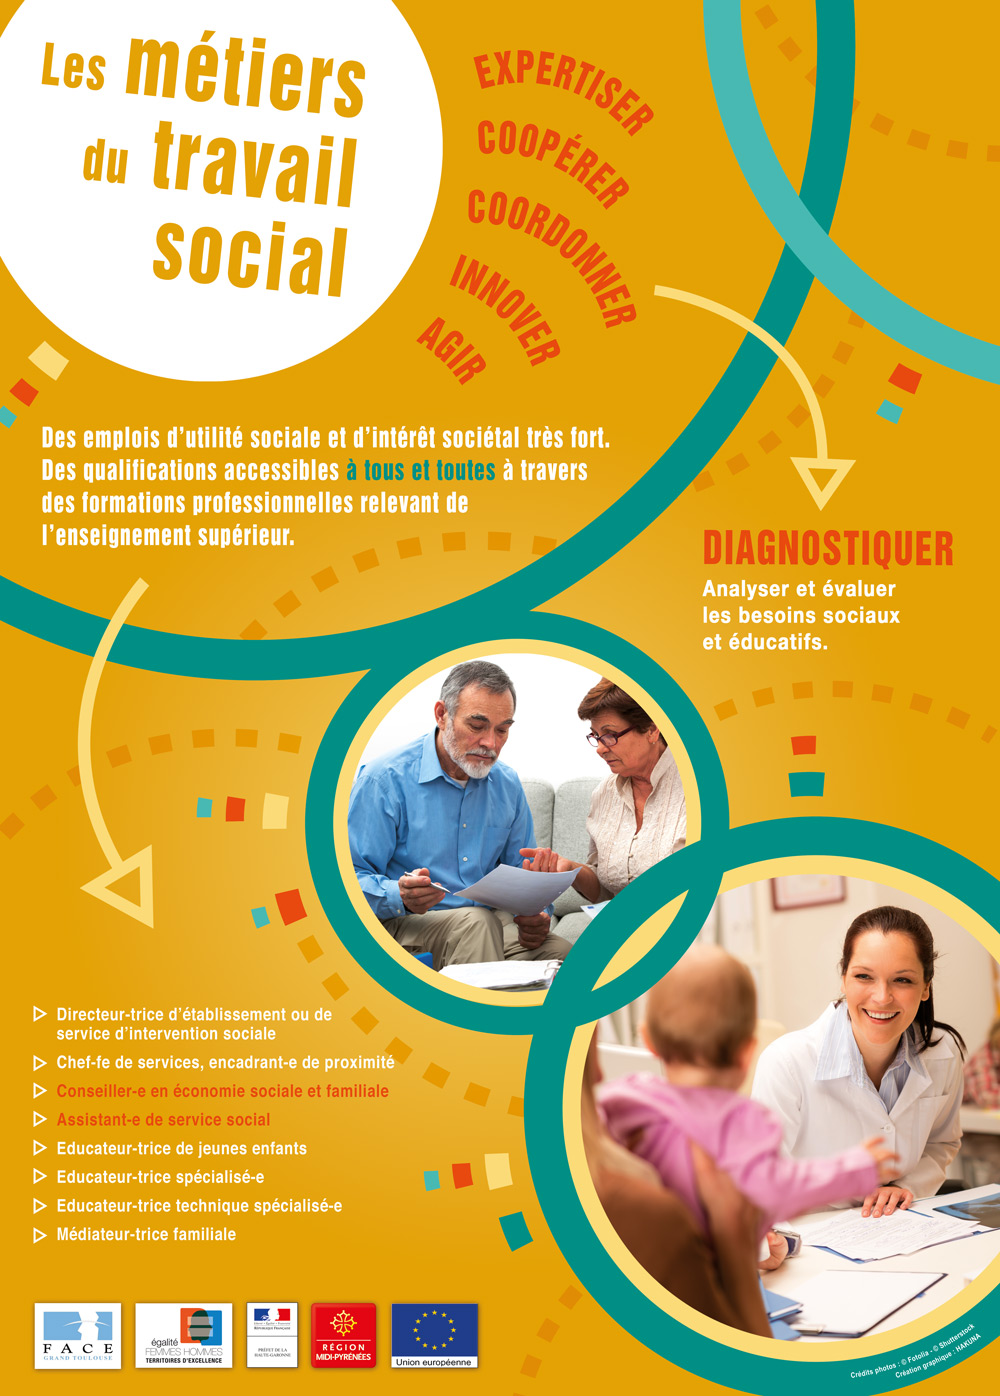 Les métiers
du travail
social
EXPERTISER
COOPÉRER
COORDONNER
INNOVER
AGIR
Des emplois d'utilité sociale et d'intérêt sociétal très fort.
Des qualifications accessibles à tous et toutes à travers
des formations professionnelles relevant de
l'enseignement supérieur.
DIAGNOSTIQUER
Analyser et évaluer
les besoins sociaux
et éducatifs.
Directeur-trice d'établissement ou de
service d'intervention sociale
Chef-fe de services, encadrant-e de proximité
Conseiller-e en économie sociale et familiale
Assistant-e de service social
Educateur-trice de jeunes enfants
Educateur-trice spécialisé-e
Educateur-trice technique spécialisé-e
Médiateur-trice familiale
FACE
GRAND TOULOUSE
égalité
FEMMES HOMMES
TERRITOIRES D'EXCELLENCE
RÉPUBLIQUE FRANÇAISE
PRÉFET DE LA
HAUTE-GARONNE
RÉGION
MIDI-PYRÉNÉES
Union européenne
Crédits photos : © Fotolia - © Shutterstock
Création graphique : HAKUNA